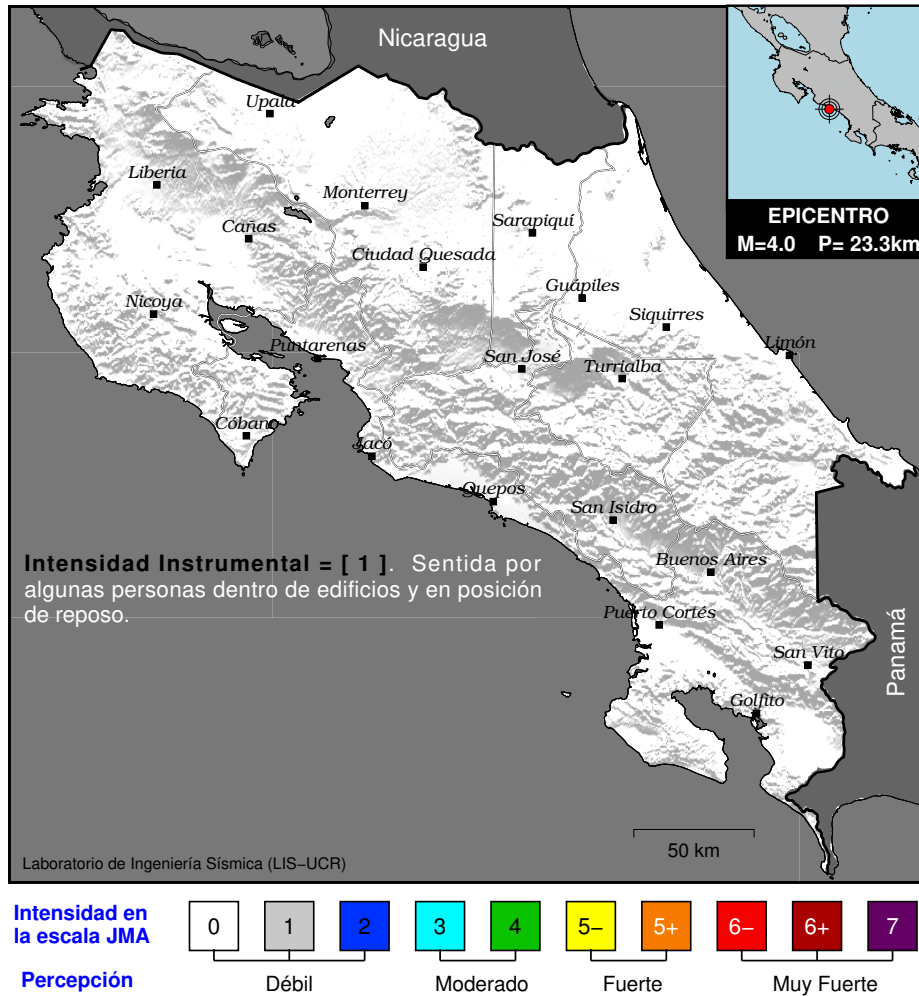 Nicaragua
Upala
Liberia
Monterrey
Cañas
Sarapiquí
EPICENTRO
M=4.0 P= 23.3km
Ciudad Quesada
Guápiles
Nicoya
Siquirres
Puntarenas
San José
Limón
Turrialba
Cóbano
Jacó
Quepos
San Isidro
Intensidad Instrumental = [ 1 ]. Sentida por
algunas personas dentro de edificios y en posición
de reposo.
Buenos Aires
Puerto Cortés
San Vito
Panamá
Golfito
50 km
Laboratorio de Ingeniería Sísmica (LIS–UCR)
Intensidad en
la escala JMA
0 1 2 3 4 5– 5+ 6– 6+ 7
Percepción
Débil Moderado Fuerte Muy Fuerte